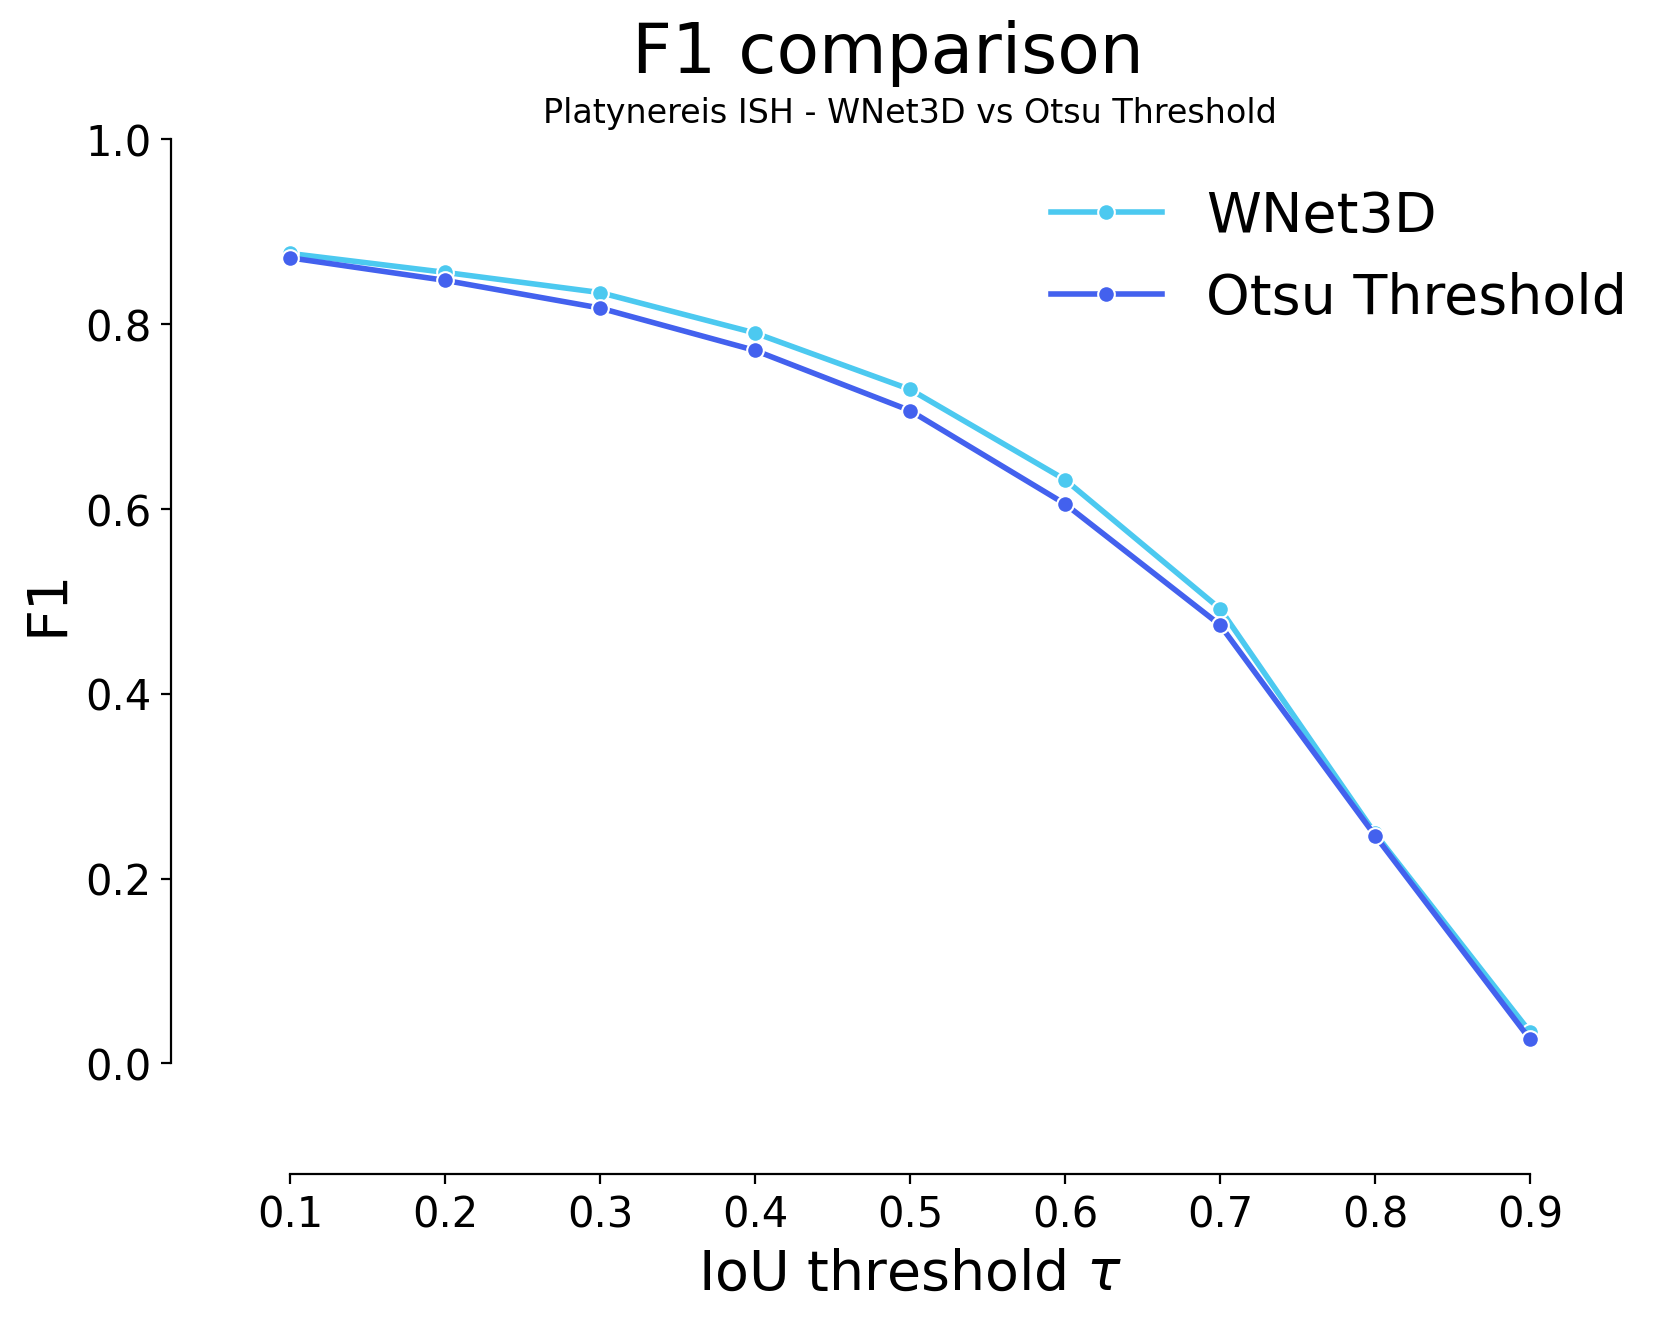 F1 comparison
Platynereis ISH - WNet3D vs Otsu Threshold
WNet3D
Otsu Threshold
F1
1.0
0.8
0.6
0.4
0.2
0.0
0.1 0.2 0.3 0.4 0.5 0.6 0.7 0.8 0.9
IoU threshold τ